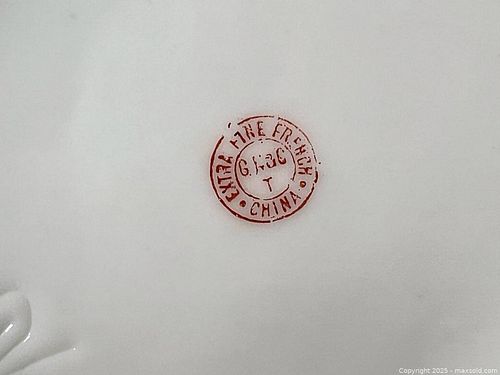 EXTRA FINE FRENCH
G.W&C
T
• CHINA •
Copyright 2025 - maxsold.com